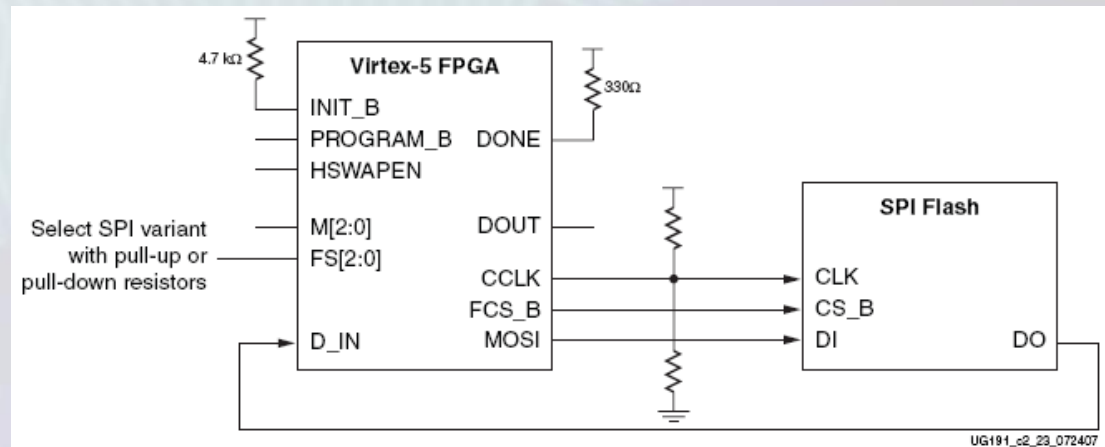 4.7 kΩ
Virtex-5 FPGA
330Ω
INIT_B
PROGRAM_B
DONE
HSWAPEN
SPI Flash
Select SPI variant
with pull-up or
pull-down resistors
M[2:0]
DOUT
FS[2:0]
CCLK
CLK
FCS_B
CS_B
D_IN
MOSI
DI
DO
UG191_c2_23_072407